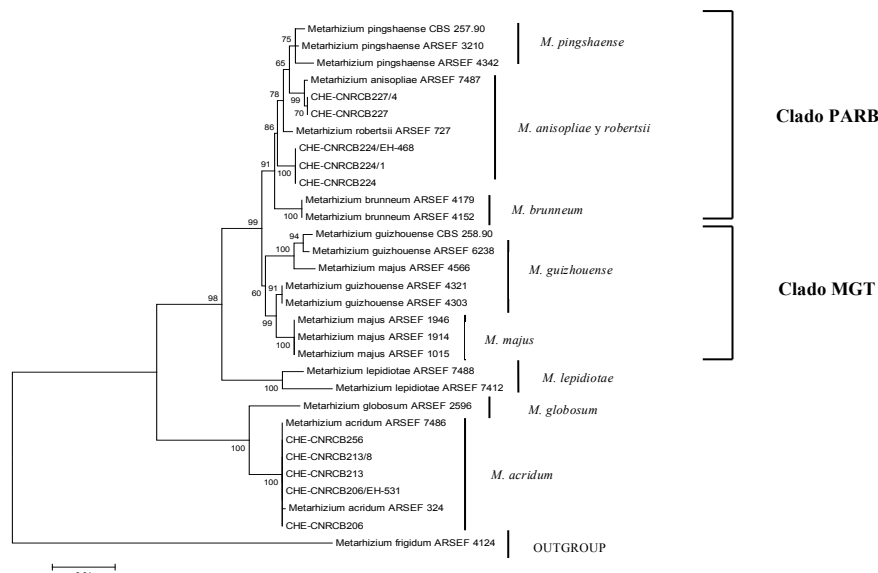 Metarhizium pingshaense CBS 257.90
Metarhizium pingshaense ARSEF 3210
Metarhizium pingshaense ARSEF 4342
Metarhizium anisopliae ARSEF 7487
CHE-CNRCB227/4
CHE-CNRCB227
Metarhizium robertsii ARSEF 727
CHE-CNRCB224/EH-468
CHE-CNRCB224/1
CHE-CNRCB224
Metarhizium brunneum ARSEF 4179
Metarhizium brunneum ARSEF 4152
Metarhizium guizhouense CBS 258.90
Metarhizium guizhouense ARSEF 6238
Metarhizium majus ARSEF 4566
Metarhizium guizhouense ARSEF 4321
Metarhizium guizhouense ARSEF 4303
Metarhizium majus ARSEF 1946
Metarhizium majus ARSEF 1914
Metarhizium majus ARSEF 1015
Metarhizium lepidiotae ARSEF 7488
Metarhizium lepidiotae ARSEF 7412
Metarhizium globosum ARSEF 2596
Metarhizium acridum ARSEF 7486
CHE-CNRCB256
CHE-CNRCB213/8
CHE-CNRCB213
CHE-CNRCB206/EH-531
Metarhizium acridum ARSEF 324
CHE-CNRCB206
Metarhizium frigidum ARSEF 4124
75
65
78
99
70
86
100
91
100
99
94
100
60
91
99
100
98
100
100
100
M. pingshaense
M. anisopliae y robertsii
M. brunneum
M. guizhouense
M. majus
M. lepidiotae
M. globosum
M. acridum
OUTGROUP
Clado PARB
Clado MGT